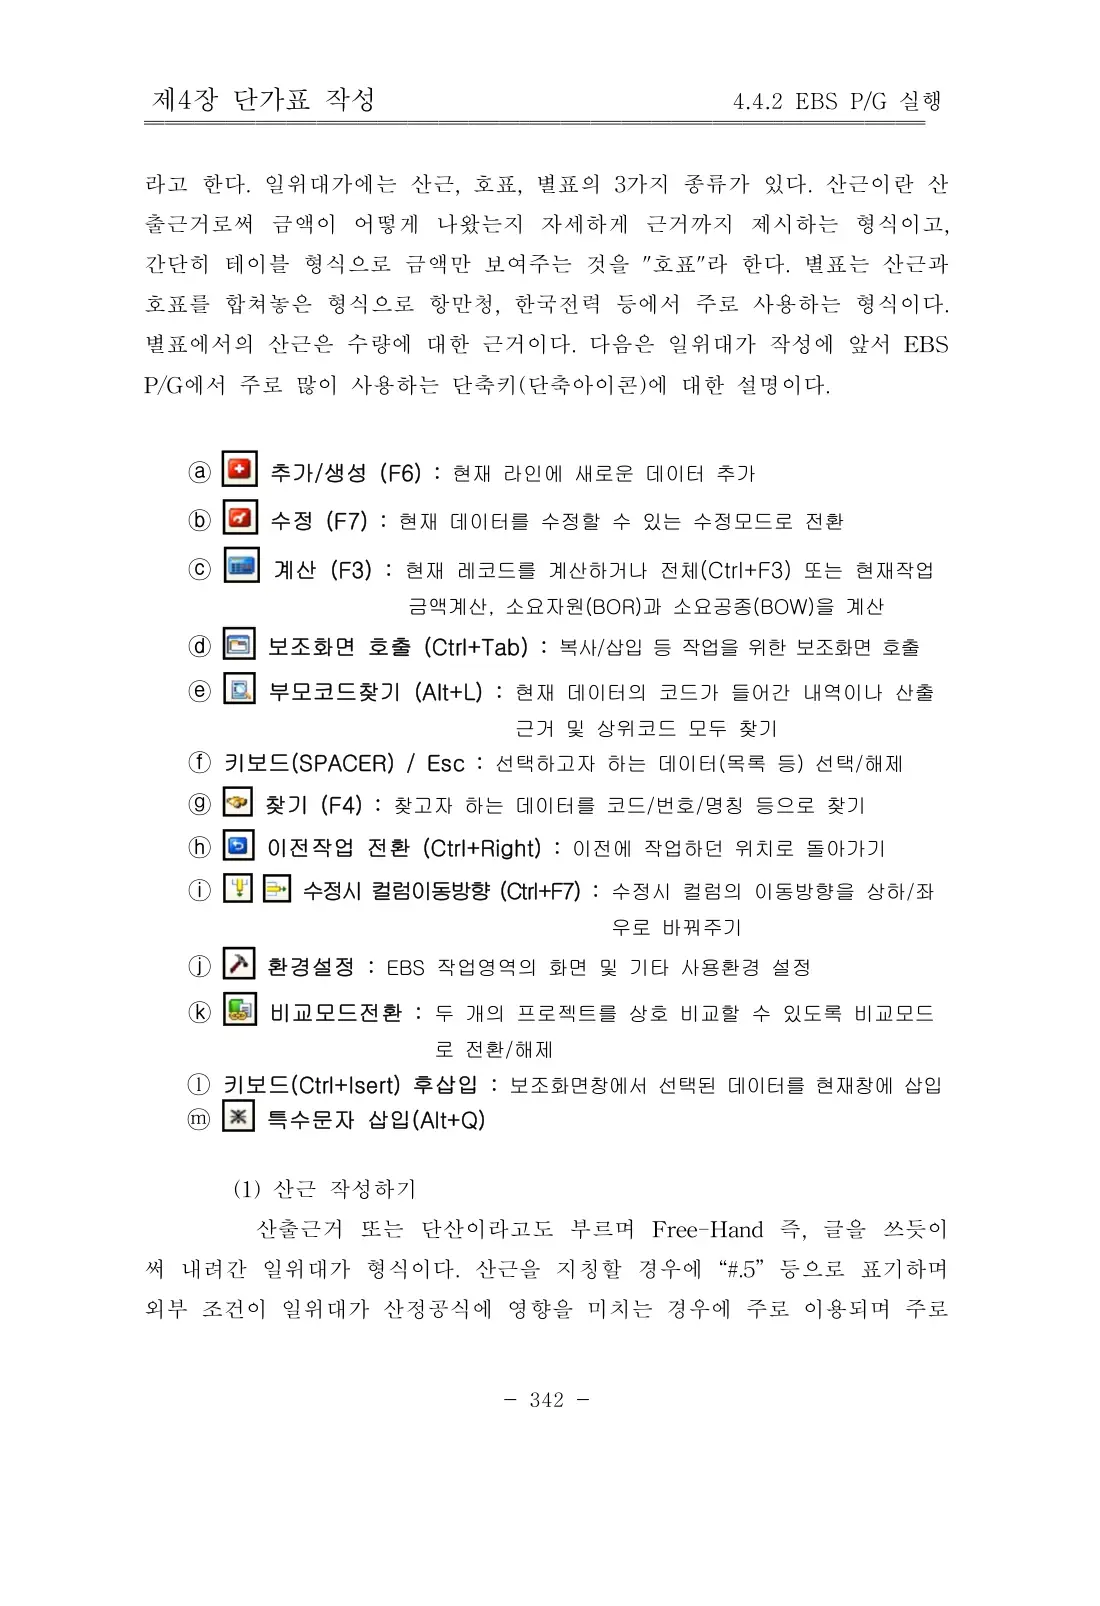 제4장 단가표 작성 4.4.2 EBS P/G 실행
라고 한다. 일위대가에는 산근, 호표, 별표의 3가지 종류가 있다. 산근이란 산
출근거로써 금액이 어떻게 나왔는지 자세하게 근거까지 제시하는 형식이고,
간단히 테이블 형식으로 금액만 보여주는 것을 "호표"라 한다. 별표는 산근과
호표를 합쳐놓은 형식으로 항만청, 한국전력 등에서 주로 사용하는 형식이다.
별표에서의 산근은 수량에 대한 근거이다. 다음은 일위대가 작성에 앞서 EBS
P/G에서 주로 많이 사용하는 단축키(단축아이콘)에 대한 설명이다.
ⓐ 추가/생성 (F6) : 현재 라인에 새로운 데이터 추가
ⓑ 수정 (F7) : 현재 데이터를 수정할 수 있는 수정모드로 전환
ⓒ 계산 (F3) : 현재 레코드를 계산하거나 전체(Ctrl+F3) 또는 현재작업
금액계산, 소요자원(BOR)과 소요공종(BOW)을 계산
ⓓ 보조화면 호출 (Ctrl+Tab) : 복사/삽입 등 작업을 위한 보조화면 호출
ⓔ 부모코드찾기 (Alt+L) : 현재 데이터의 코드가 들어간 내역이나 산출
근거 및 상위코드 모두 찾기
ⓕ 키보드(SPACER) / Esc : 선택하고자 하는 데이터(목록 등) 선택/해제
ⓖ 찾기 (F4) : 찾고자 하는 데이터를 코드/번호/명칭 등으로 찾기
ⓗ 이전작업 전환 (Ctrl+Right) : 이전에 작업하던 위치로 돌아가기
ⓘ 수정시 컬럼이동방향 (Ctrl+F7) : 수정시 컬럼의 이동방향을 상하/좌
우로 바꿔주기
ⓙ 환경설정 : EBS 작업영역의 화면 및 기타 사용환경 설정
ⓚ 비교모드전환 : 두 개의 프로젝트를 상호 비교할 수 있도록 비교모드
로 전환/해제
ⓛ 키보드(Ctrl+Isert) 후삽입 : 보조화면창에서 선택된 데이터를 현재창에 삽입
ⓜ 특수문자 삽입(Alt+Q)
(1) 산근 작성하기
산출근거 또는 단산이라고도 부르며 Free-Hand 즉, 글을 쓰듯이
써 내려간 일위대가 형식이다. 산근을 지칭할 경우에 “#.5” 등으로 표기하며
외부 조건이 일위대가 산정공식에 영향을 미치는 경우에 주로 이용되며 주로
- 342 -